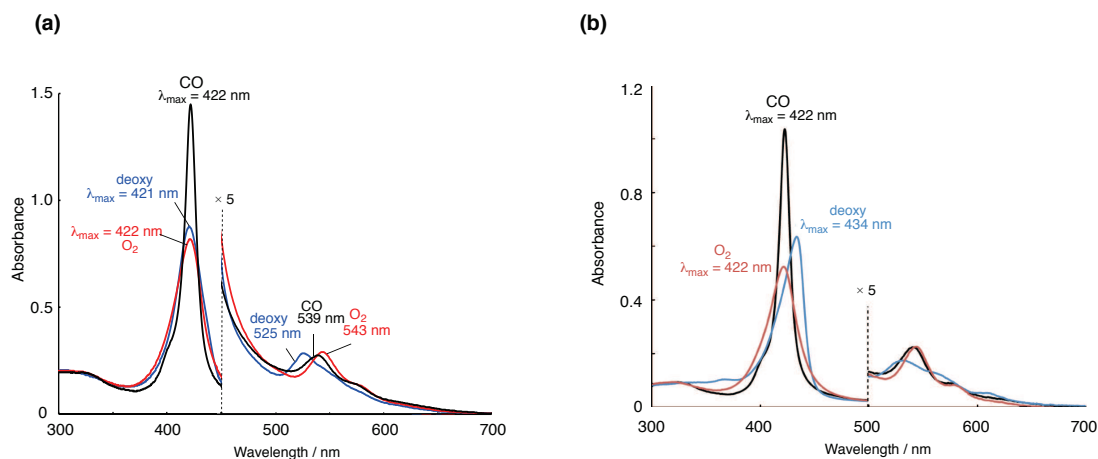 (a)
1.5
1.0
0.5
0
Absorbance
CO
λmax = 422 nm
deoxy
λmax = 421 nm
λmax = 422 nm
O2
× 5
deoxy
525 nm
CO
539 nm
O2
543 nm
300
400
500
600
700
Wavelength / nm
(b)
1.2
0.8
0.4
0
Absorbance
CO
λmax = 422 nm
deoxy
λmax = 434 nm
O2
λmax = 422 nm
× 5
300
400
500
600
700
Wavelength / nm